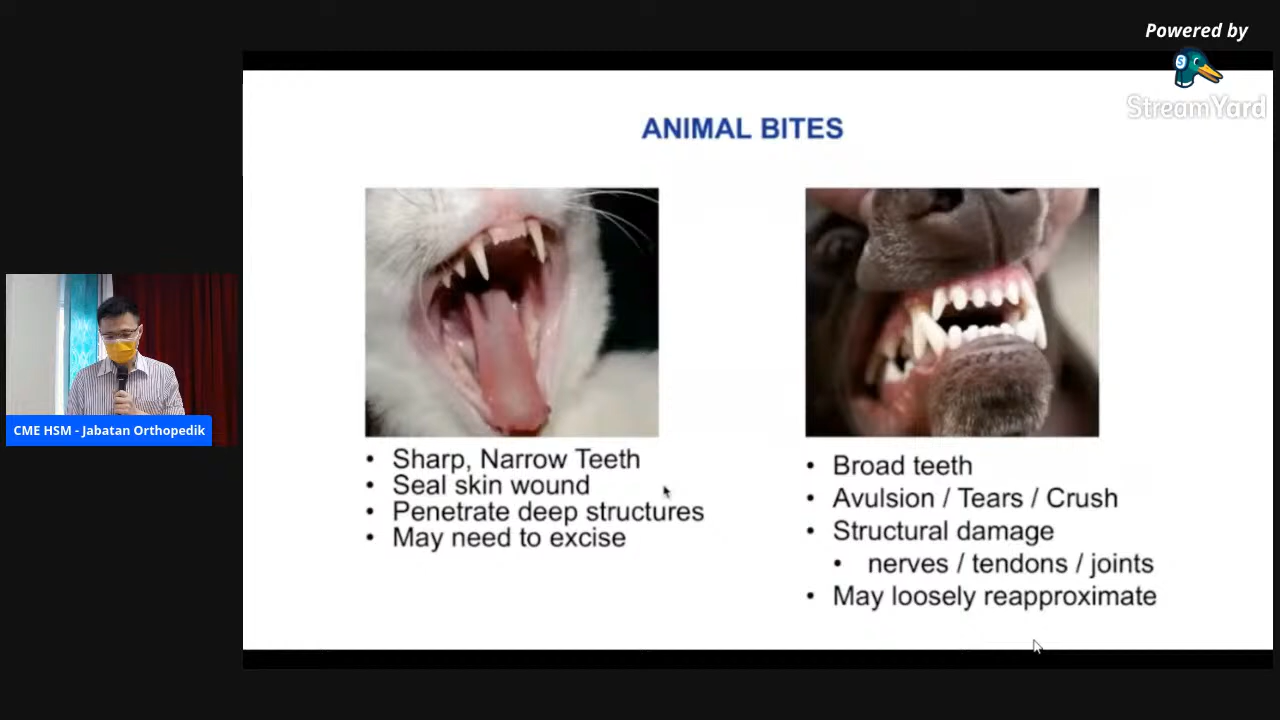 Powered by
StreamYard
ANIMAL BITES
• Sharp, Narrow Teeth
• Seal skin wound
• Penetrate deep structures
• May need to excise
• Broad teeth
• Avulsion / Tears / Crush
• Structural damage
• nerves / tendons / joints
• May loosely reapproximate
CME HSM - Jabatan Orthopedik